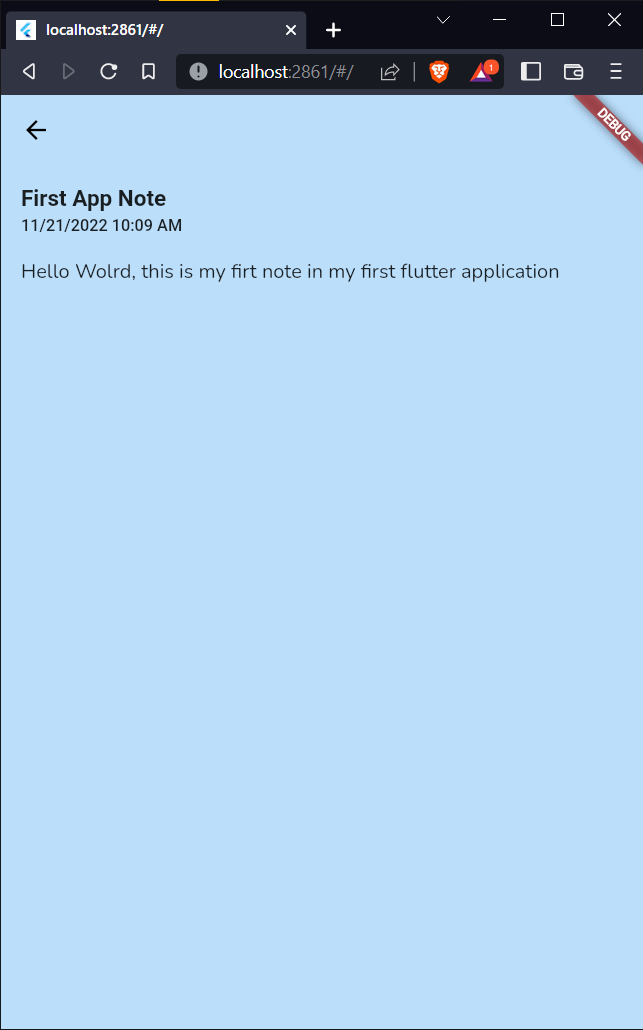 localhost:2861/#/
localhost:2861/#/
1
DEBUG
First App Note
11/21/2022 10:09 AM
Hello Wolrd, this is my firt note in my first flutter application